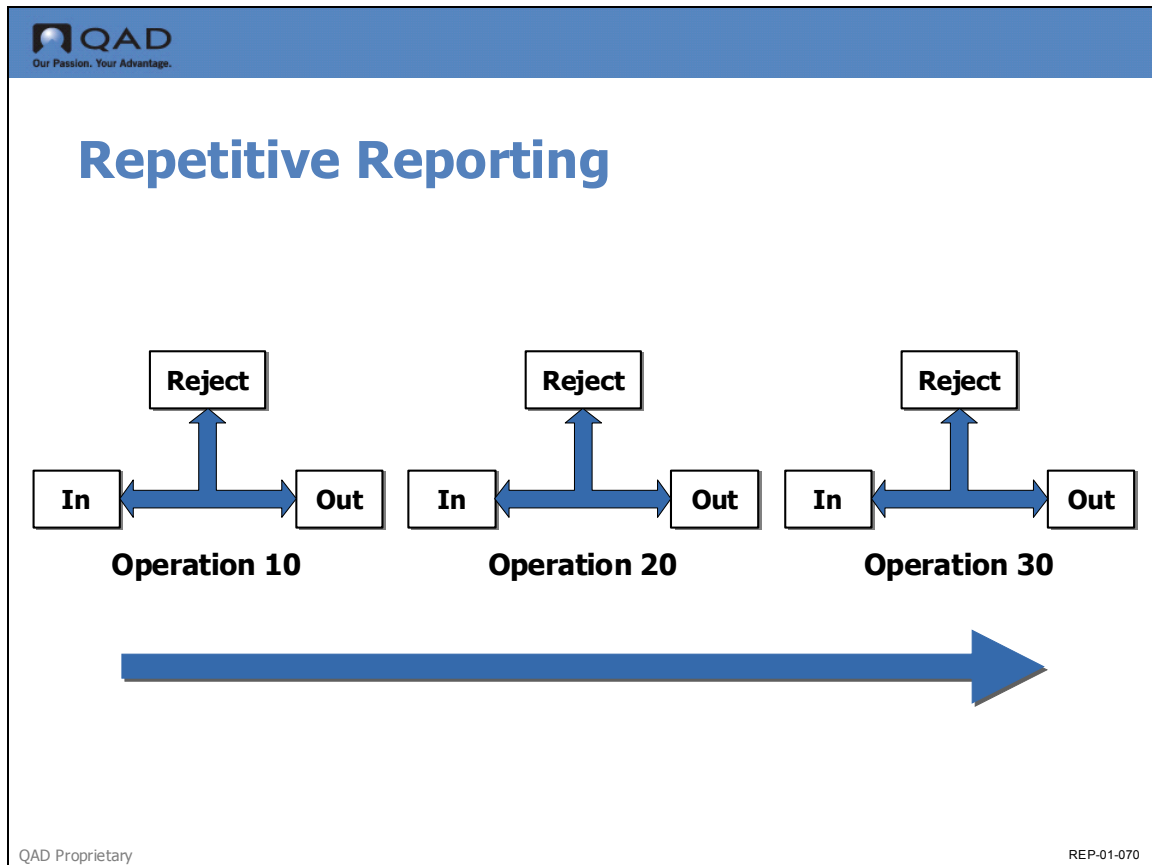 QAD
Our Passion. Your Advantage.
Repetitive Reporting
Reject
Reject
Reject
In
Out
In
Out
In
Out
Operation 10
Operation 20
Operation 30
QAD Proprietary
REP-01-070